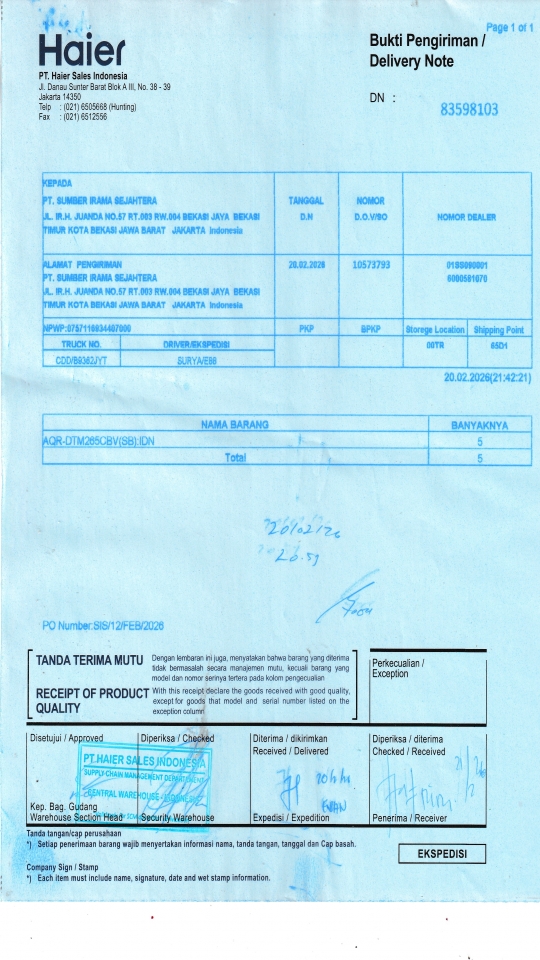 Page 1 of 1
Haier
Bukti Pengiriman /
Delivery Note
PT. Haier Sales Indonesia
Jl. Danau Sunter Barat Blok A III, No. 38 - 39
Jakarta 14350
Telp : (021) 6505668 (Hunting)
Fax : (021) 6512556
DN :
83598103
KEPADA
PT. SUMBER IRAMA SEJAHTERA
JL. IR.H. JUANDA NO.57 RT.003 RW.004 BEKASI JAYA BEKASI
TIMUR KOTA BEKASI JAWA BARAT JAKARTA Indonesia
TANGGAL
D.N
NOMOR
D.O.V/SO
NOMOR DEALER
ALAMAT PENGIRIMAN
PT. SUMBER IRAMA SEJAHTERA
JL. IR.H. JUANDA NO.57 RT.003 RW.004 BEKASI JAYA BEKASI
TIMUR KOTA BEKASI JAWA BARAT JAKARTA Indonesia
20.02.2026
10573793
PKP
BPKP
Storage Location
Shipping Point
TRUCK NO.
DRIVER/EKSPEDISI
00TR
65D1
20.02.2026(21:42:21)
NAMA BARANG
BANYAKNYA
AQR-DTM265CBV(SB):IDN
5
Total
5
20/02/26
20.59
PO Number:SIS/12/FEB/2026
TANDA TERIMA MUTU
Dengan lembaran ini juga, menyatakan bahwa barang yang diterima
tidak bermasalah secara manajemen mutu, kecuali barang yang
model dan nomor serinya tertera pada kolom pengecualian
RECEIPT OF PRODUCT
QUALITY
With this receipt declare the goods received with good quality,
except for goods that model and serial number listed on the
exception column
Perkecualian /
Exception
Disetujui / Approved
Diperiksa / Checked
Diterima / dikirimkan
Received / Delivered
Diperiksa / diterima
Checked / Received
PT.HAIER SALES INDONESIA
SUPPLY CHAIN MANAGEMENT DEPARTMENT
CENTRAL WAREHOUSE - INDONESIA
Kep. Bag. Gudang
Warehouse Section Head
Security Warehouse
Expedisi / Expedition
Penerima / Receiver
Tanda tangan/cap perusahaan
*) Setiap penerimaan barang wajib menyertakan informasi nama, tanda tangan, tanggal dan Cap basah.
EKSPEDISI
Company Sign / Stamp
*) Each item must include name, signature, date and wet stamp information.